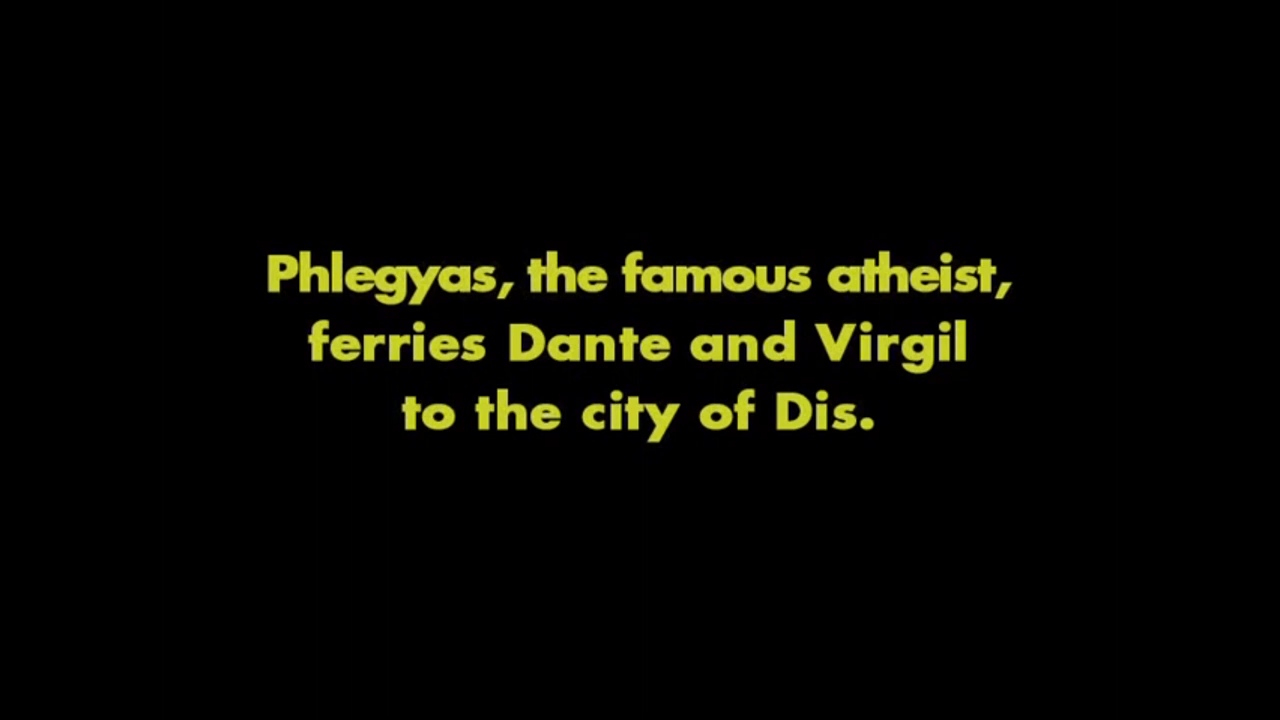 Phlegyas, the famous atheist,
ferries Dante and Virgil
to the city of Dis.